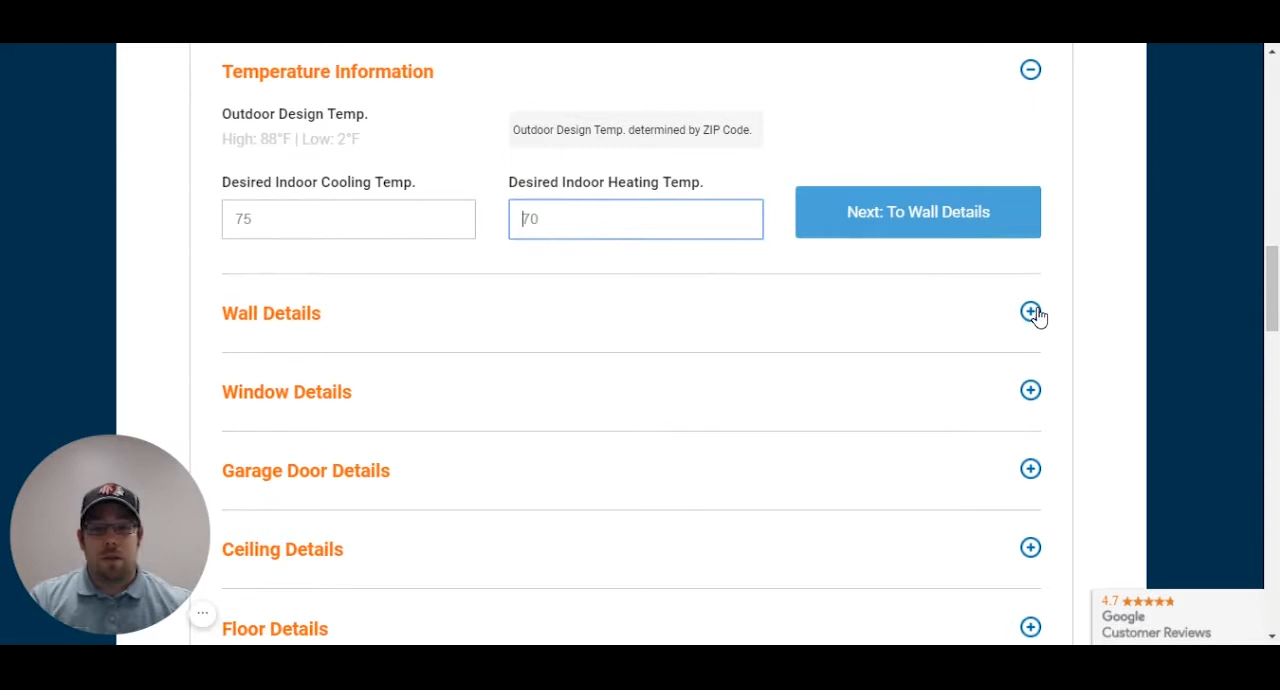 Temperature Information
Outdoor Design Temp.
High: 88°F | Low: 2°F
Outdoor Design Temp. determined by ZIP Code.
Desired Indoor Cooling Temp.
75
Desired Indoor Heating Temp.
70
Next: To Wall Details
Wall Details
Window Details
Garage Door Details
Ceiling Details
Floor Details
4.7 ★★★★★
Google
Customer Reviews